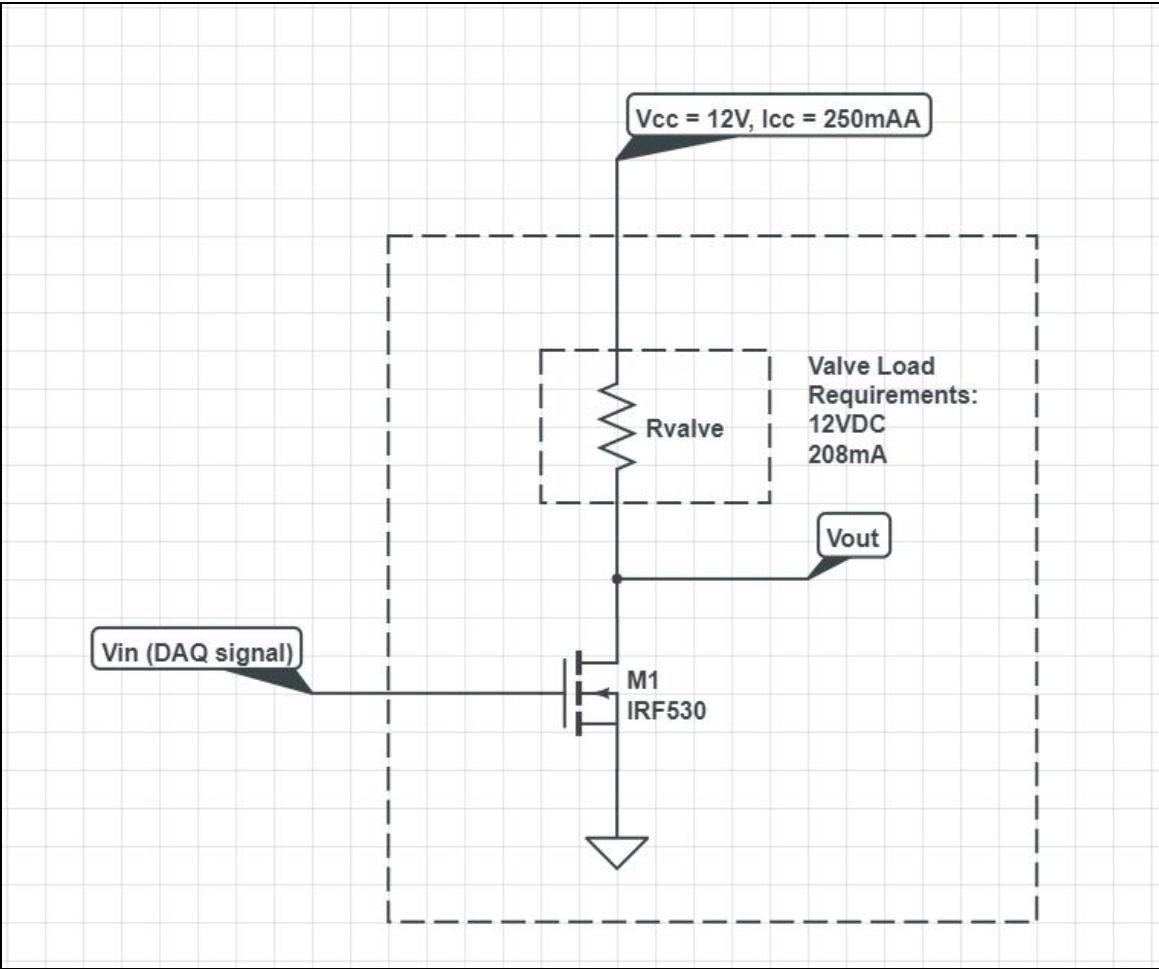 Vcc = 12V, Icc = 250mAA
Valve Load
Requirements:
12VDC
208mA
Rvalve
Vout
Vin (DAQ signal)
M1
IRF530